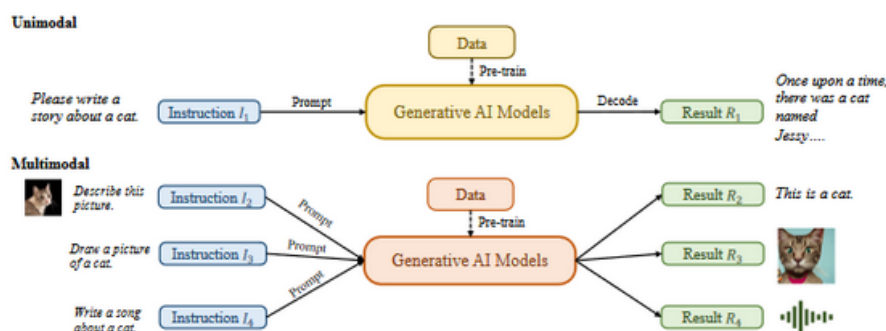 Unimodal
Data
Pre-train
Please write a
story about a cat.
Instruction I1
Prompt
Generative AI Models
Decode
Result R1
Once upon a time,
there was a cat
named
Jessy....
Multimodal
Describe this
picture.
Instruction I2
Prompt
Data
Result R2
This is a cat.
Pre-train
Draw a picture
of a cat.
Instruction I3
Prompt
Generative AI Models
Result R3
Write a song
about a cat.
Instruction I4
Prompt
Result R4